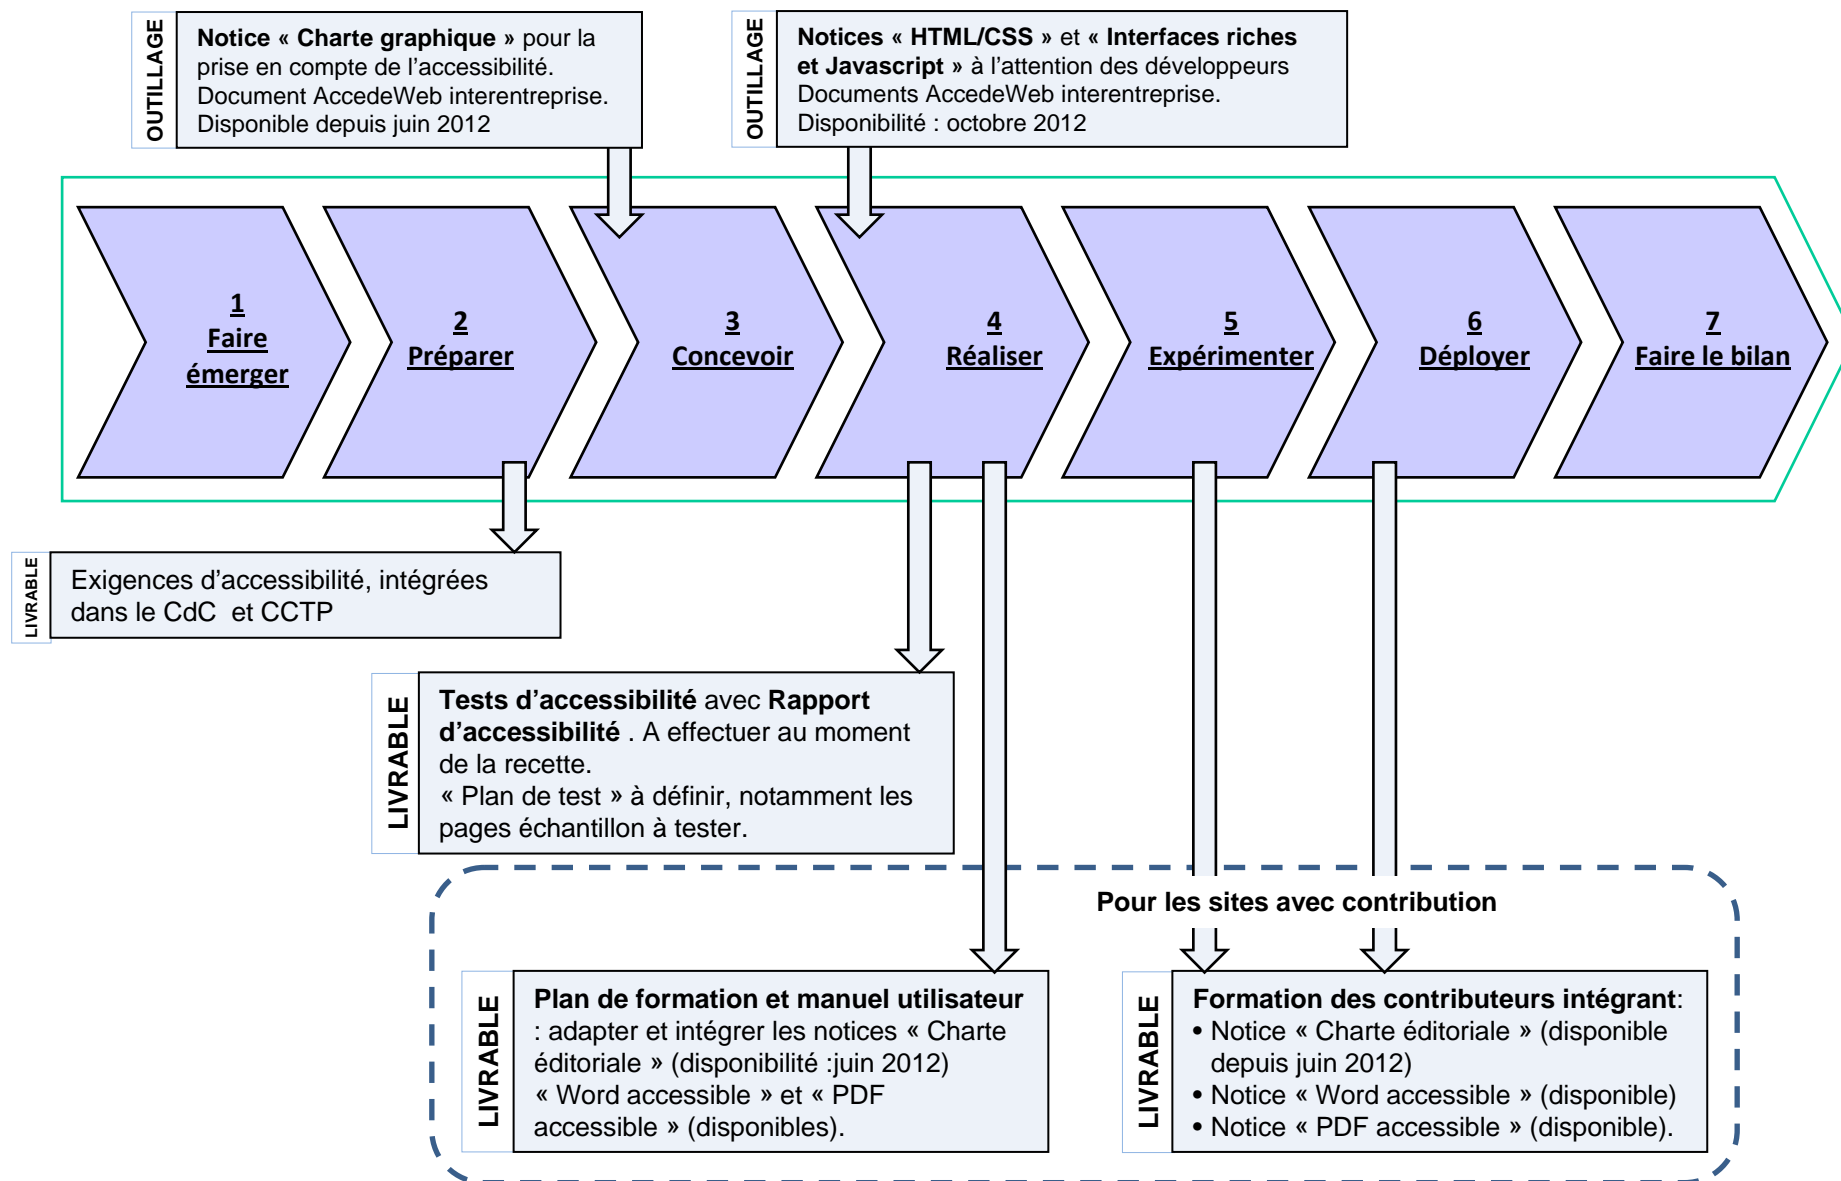 OUTILLAGE
Notice « Charte graphique » pour la
prise en compte de l’accessibilité.
Document AccedeWeb interentreprise.
Disponible depuis juin 2012
OUTILLAGE
Notices « HTML/CSS » et « Interfaces riches
et Javascript » à l’attention des développeurs
Documents AccedeWeb interentreprise.
Disponibilité : octobre 2012
1
Faire
émerger
2
Préparer
3
Concevoir
4
Réaliser
5
Expérimenter
6
Déployer
7
Faire le bilan
LIVRABLE
Exigences d’accessibilité, intégrées
dans le CdC  et CCTP
LIVRABLE
Tests d’accessibilité avec Rapport
d’accessibilité . A effectuer au moment
de la recette.
« Plan de test » à définir, notamment les
pages échantillon à tester.
Pour les sites avec contribution
LIVRABLE
Plan de formation et manuel utilisateur
: adapter et intégrer les notices « Charte
éditoriale » (disponibilité :juin 2012)
« Word accessible » et « PDF
accessible » (disponibles).
LIVRABLE
Formation des contributeurs intégrant:
• Notice « Charte éditoriale » (disponible
depuis juin 2012)
• Notice « Word accessible » (disponible)
• Notice « PDF accessible » (disponible).